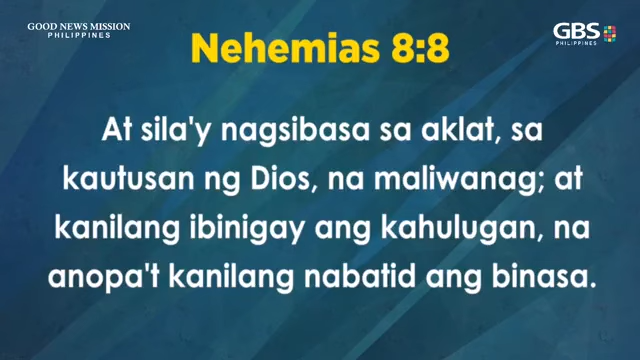 GOOD NEWS MISSION
PHILIPPINES
GBS
PHILIPPINES
Nehemias 8:8
At sila'y nagsibasa sa aklat, sa
kautusan ng Dios, na maliwanag; at
kanilang ibinigay ang kahulugan, na
anopa't kanilang nabatid ang binasa.